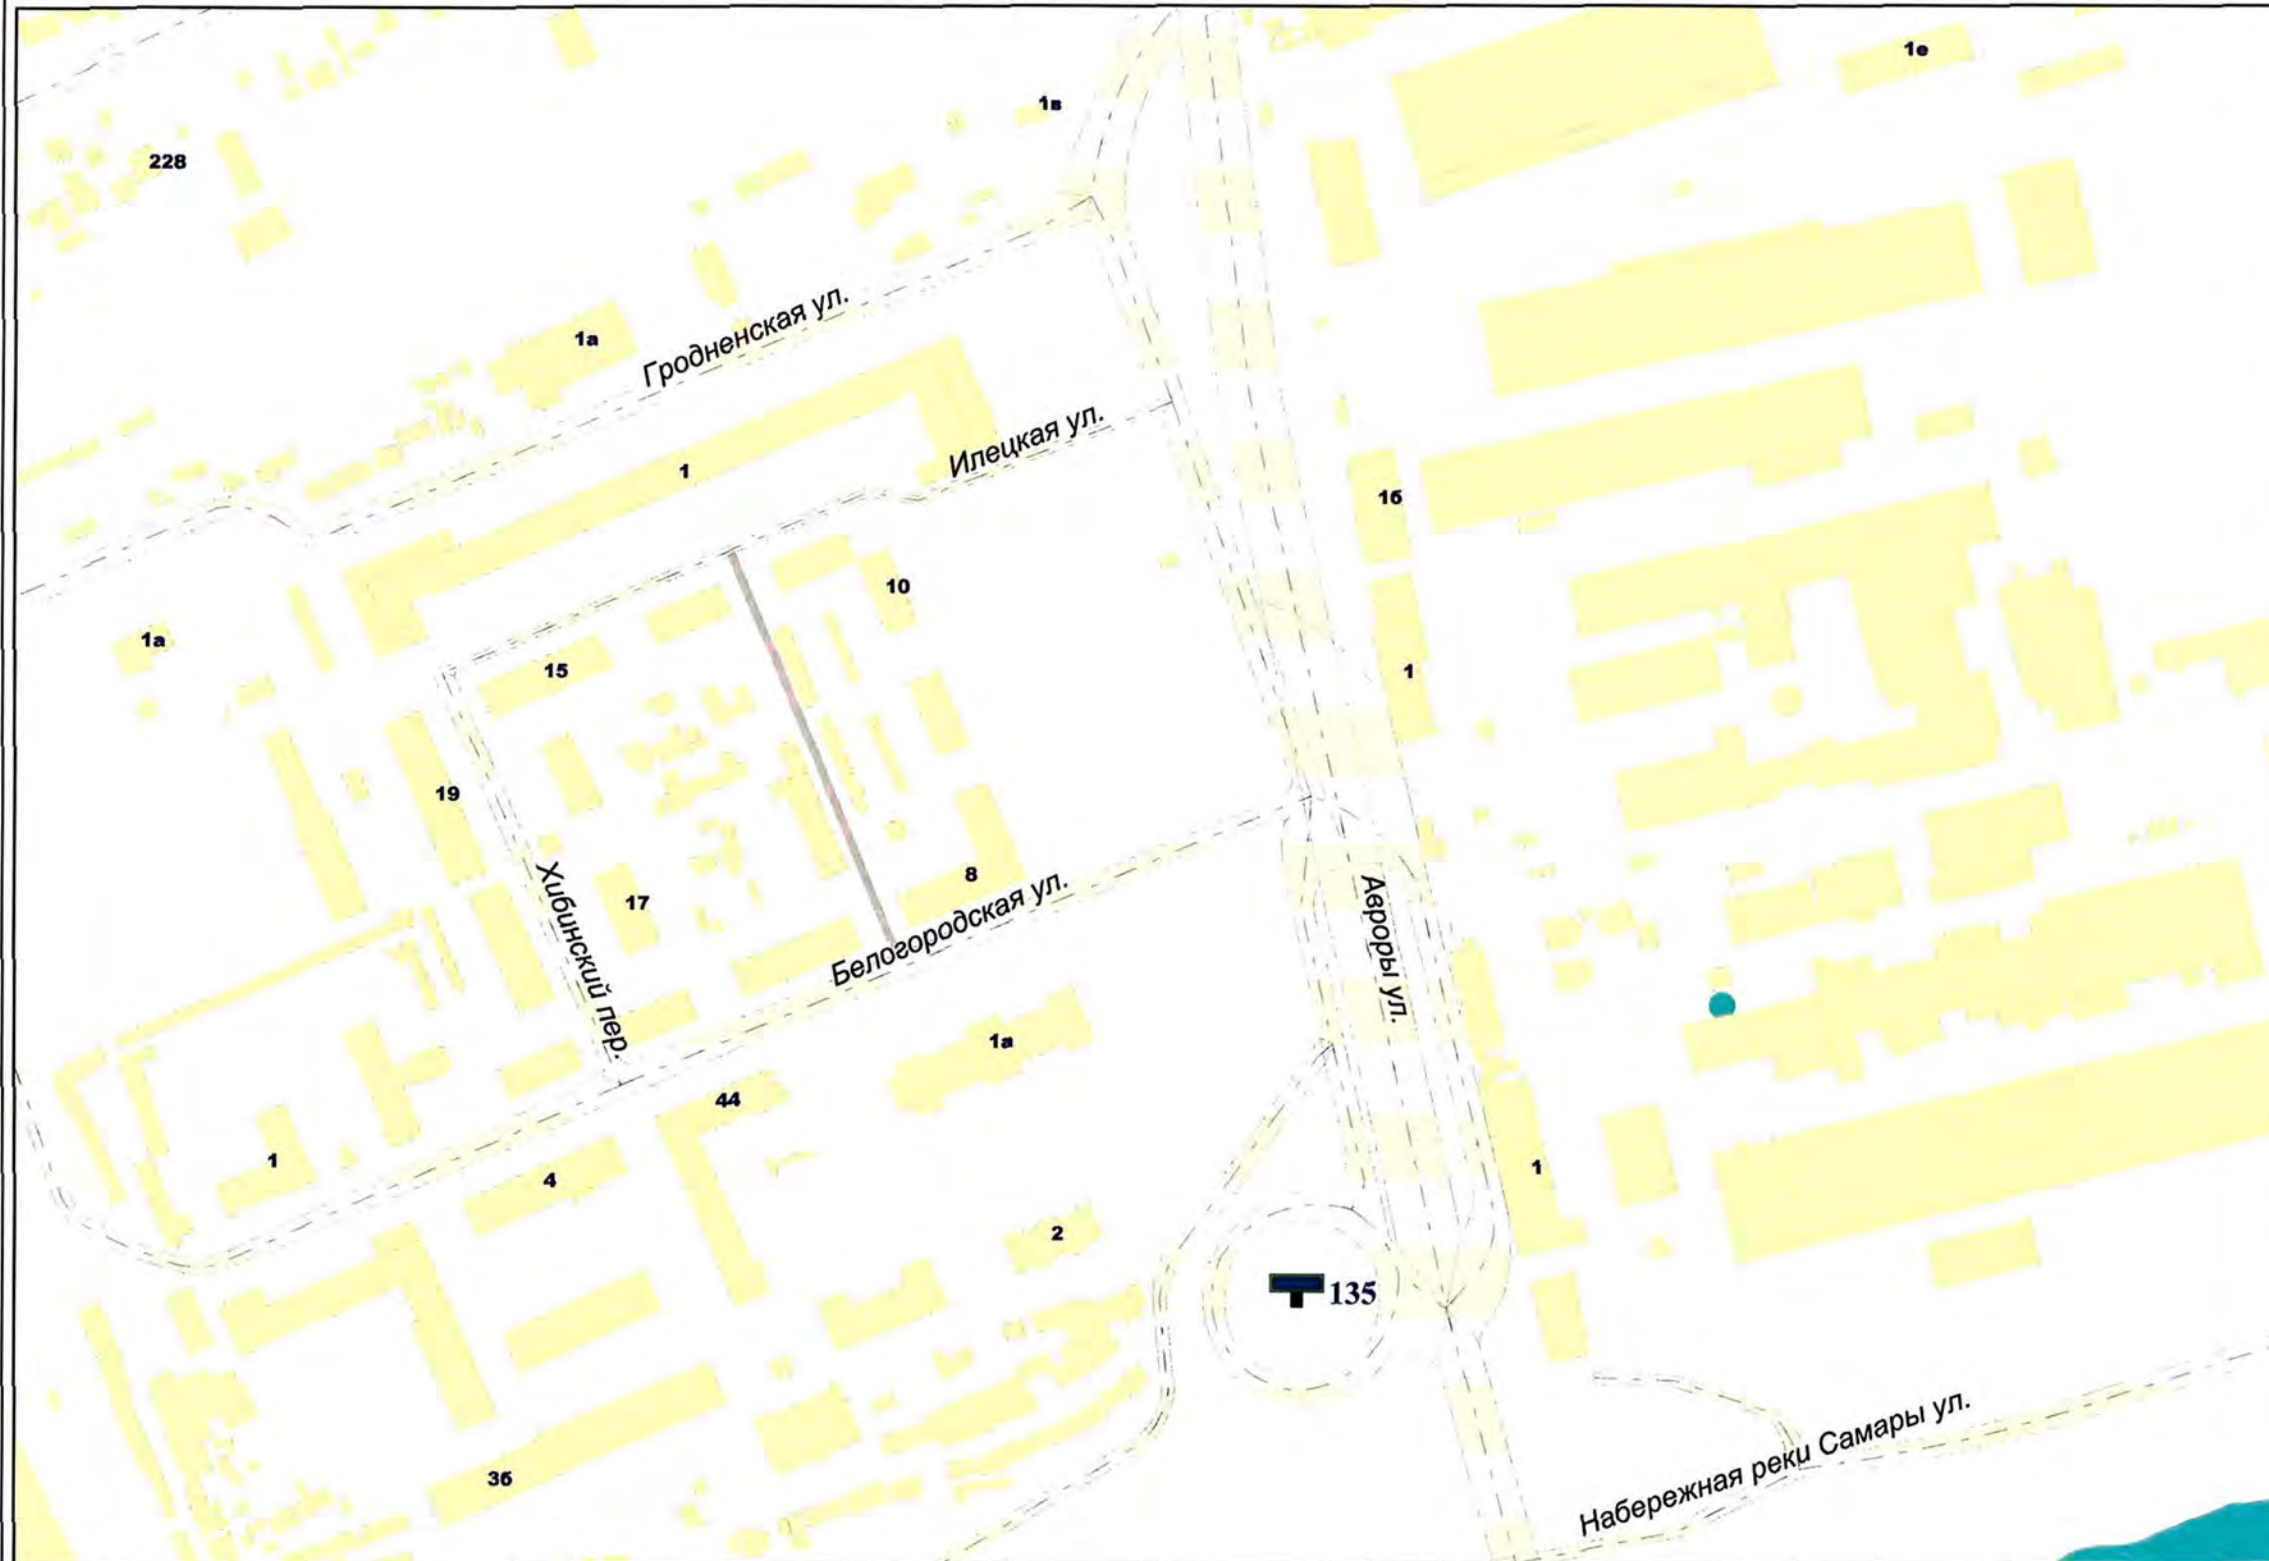 1е
1в
228
Гродненская ул.
1а
Илецкая ул.
1
1б
10
1а
15
1
19
Хибинский пер.
17
8
Белогородская ул.
Авроры ул.
1а
44
1
4
1
2
135
3б
Набережная реки Самары ул.